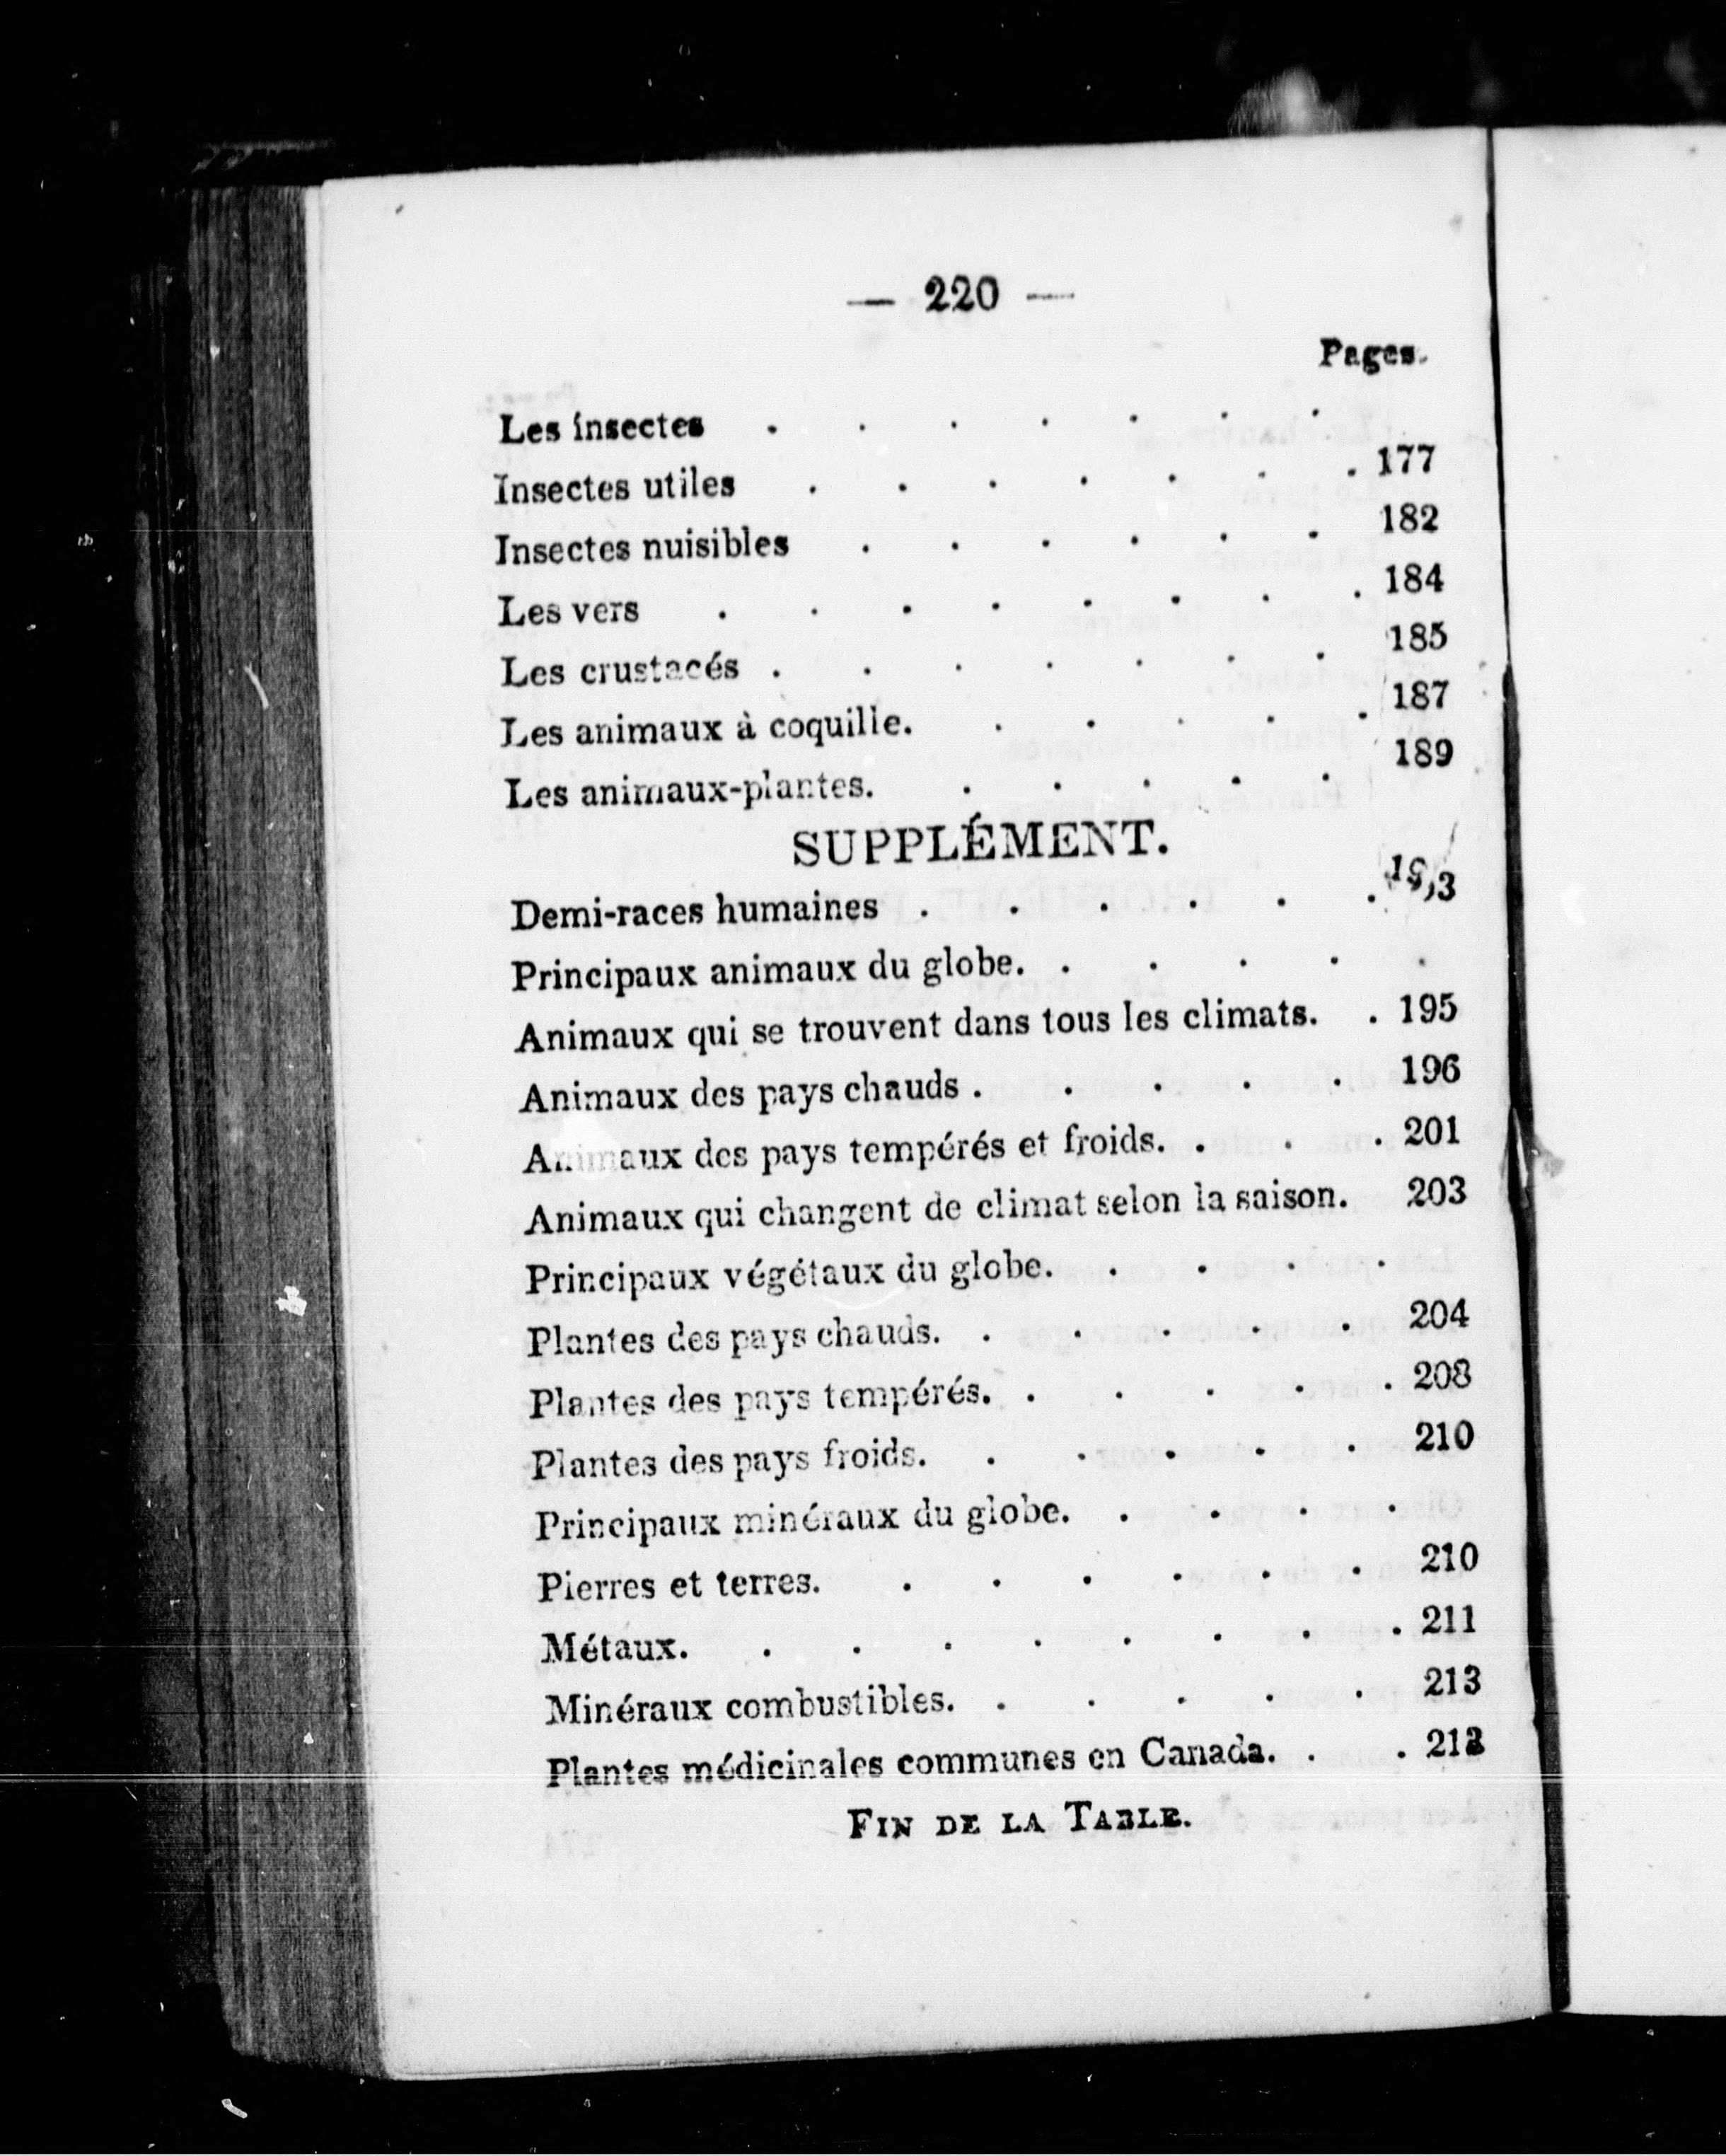 — 220 —
Pages.
Les insectes . . . . . . .
Insectes utiles . . . . . . . 177
Insectes nuisibles . . . . . . 182
Les vers . . . . . . . . 184
Les crustacés . . . . . . . 185
Les animaux à coquille. . . . . . 187
Les animaux-plantes. . . . . . 189
SUPPLÉMENT.
Demi-races humaines . . . . . . 193
Principaux animaux du globe. . . . . .
Animaux qui se trouvent dans tous les climats. . 195
Animaux des pays chauds . . . . . 196
Animaux des pays tempérés et froids. . . . 201
Animaux qui changent de climat selon la saison. 203
Principaux végétaux du globe. . . . .
Plantes des pays chauds. . . . . . 204
Plantes des pays tempérés. . . . . . 208
Plantes des pays froids. . . . . . 210
Principaux minéraux du globe. . . . .
Pierres et terres. . . . . . . 210
Métaux. . . . . . . . . 211
Minéraux combustibles. . . . . . 213
Plantes médicinales communes en Canada. . . 213
FIN DE LA TABLE.